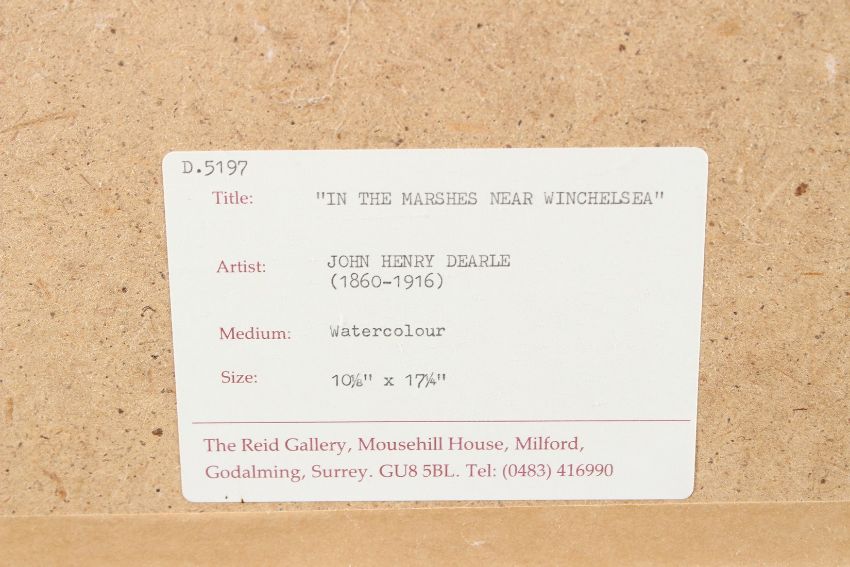 D.5197
Title: "IN THE MARSHES NEAR WINCHELSEA"
Artist: JOHN HENRY DEARLE
(1860-1916)
Medium: Watercolour
Size: 10⅛" x 17¼"
The Reid Gallery, Mousehill House, Milford,
Godalming, Surrey. GU8 5BL. Tel: (0483) 416990